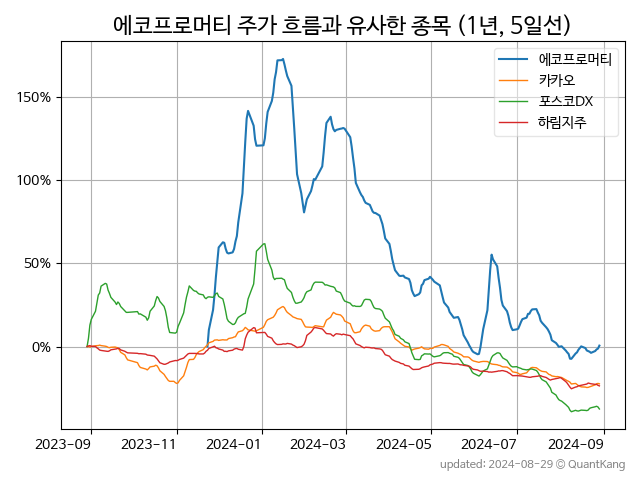 에코프로머티 주가 흐름과 유사한 종목 (1년, 5일선)
에코프로머티
카카오
포스코DX
하림지주
150%
100%
50%
0%
2023-09 2023-11 2024-01 2024-03 2024-05 2024-07 2024-09
updated: 2024-08-29 © QuantKang